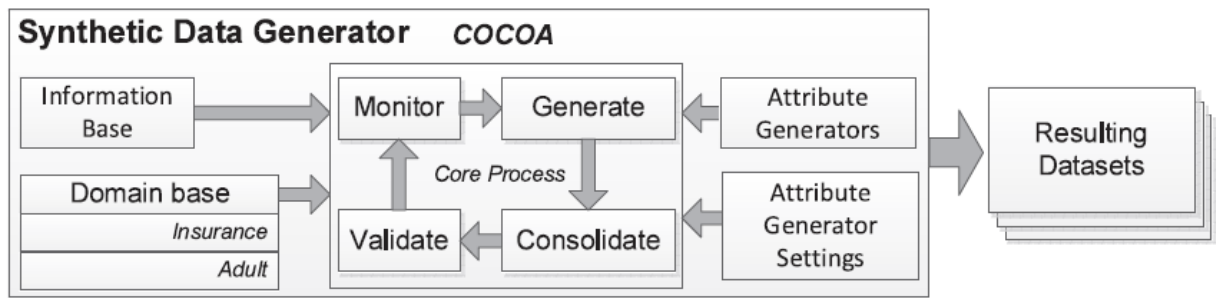 Synthetic Data Generator COCOA
Information
Base
Monitor
Generate
Attribute
Generators
Core Process
Domain base
Insurance
Adult
Validate
Consolidate
Attribute
Generator
Settings
Resulting
Datasets